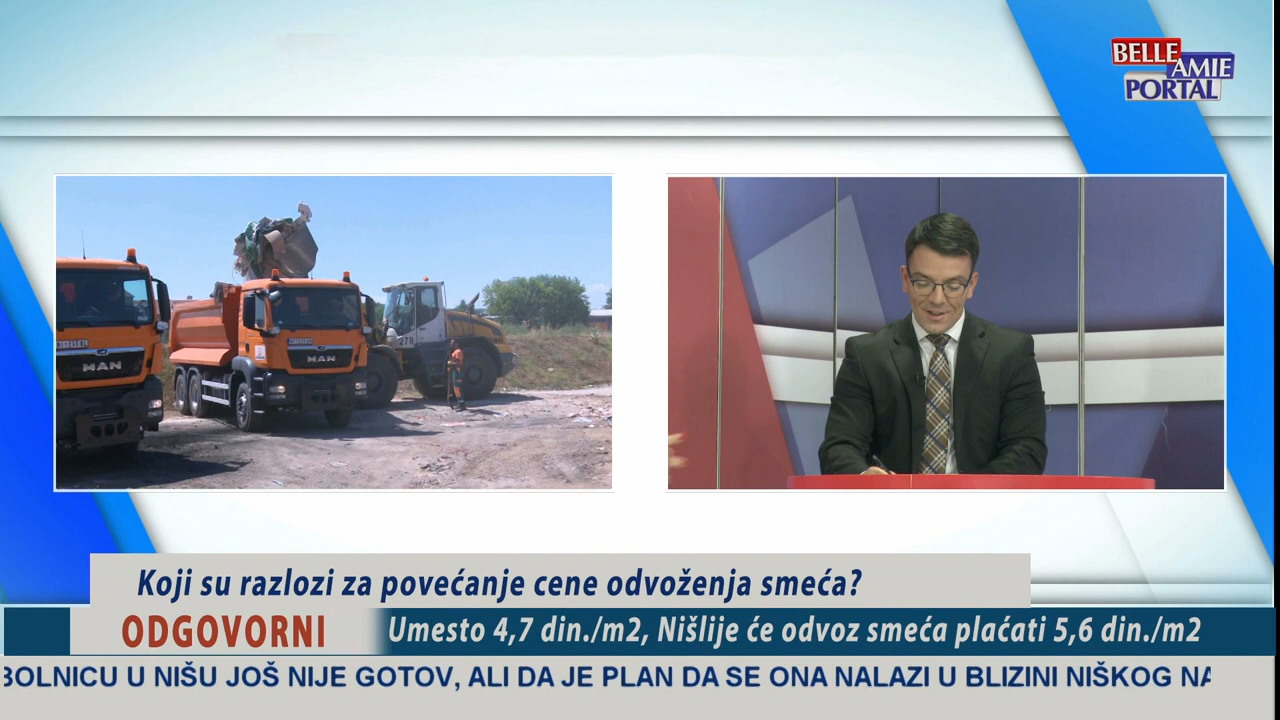 BELLE
AMIE
PORTAL
MAN
MAN
278
Koji su razlozi za povećanje cene odvoženja smeća?
ODGOVORNI
Umesto 4,7 din./m2, Nišlije će odvoz smeća plaćati 5,6 din./m2
BOLNICU U NIŠU JOŠ NIJE GOTOV, ALI DA JE PLAN DA SE ONA NALAZI U BLIZINI NIŠKOG